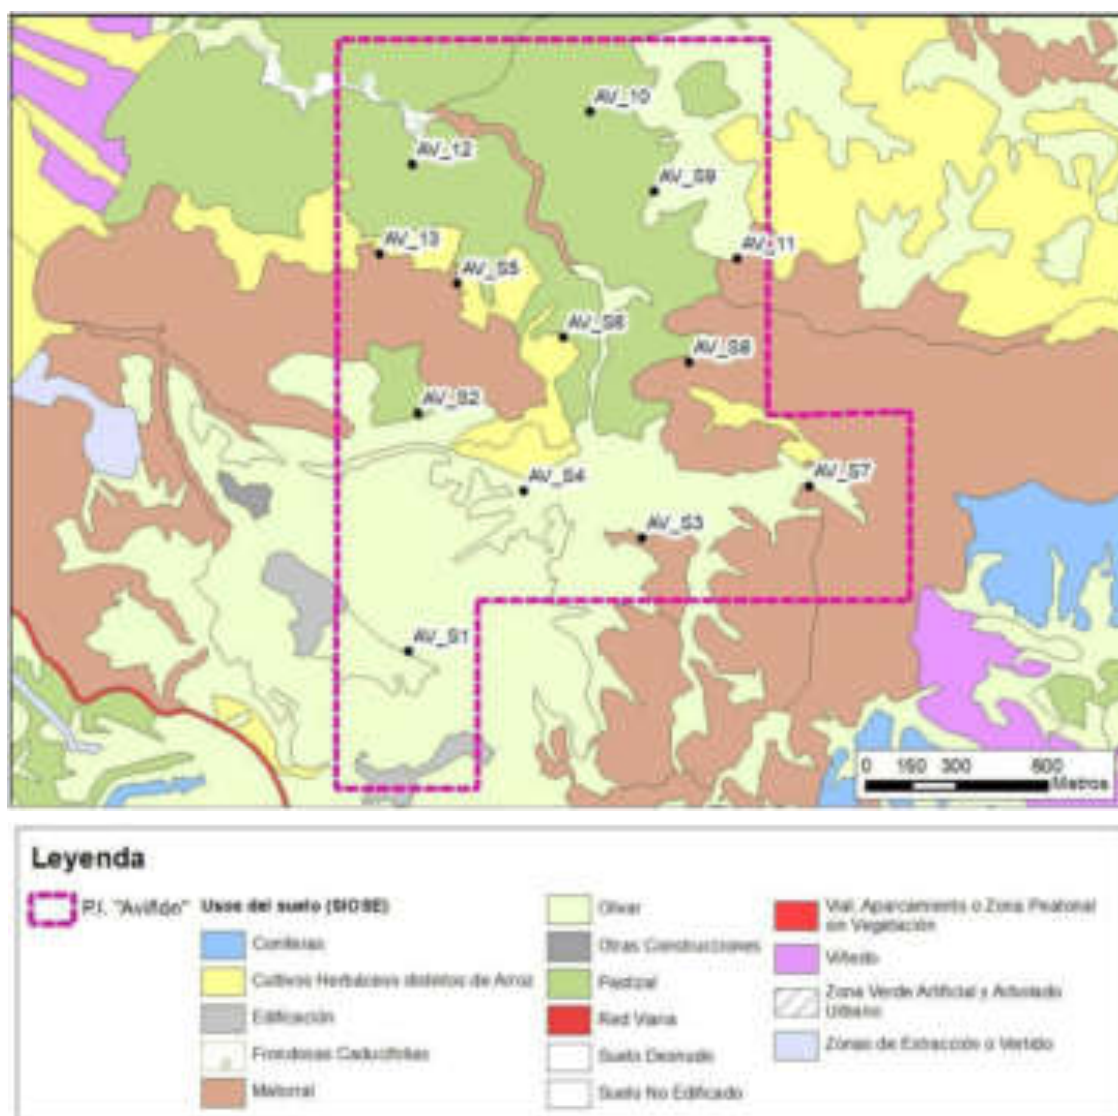 AV_10
AV_12
AV_S9
AV_13
AV_11
AV_S5
AV_S6
AV_S8
AV_S2
AV_S4
AV_S7
AV_S3
AV_S1
0 150 300 600
Metros
Leyenda
P.I. "Aviñón"
Usos del suelo (SIOSE)
Coníferas
Cultivos Herbáceos distintos de Arroz
Edificación
Frondosas Caducifolias
Matorral
Olivar
Otras Construcciones
Pastizal
Red Viaria
Suelo Desnudo
Suelo No Edificado
Vial, Aparcamiento o Zona Peatonal
sin Vegetación
Viñedo
Zona Verde Artificial y Arbolado
Urbano
Zonas de Extracción o Vertido